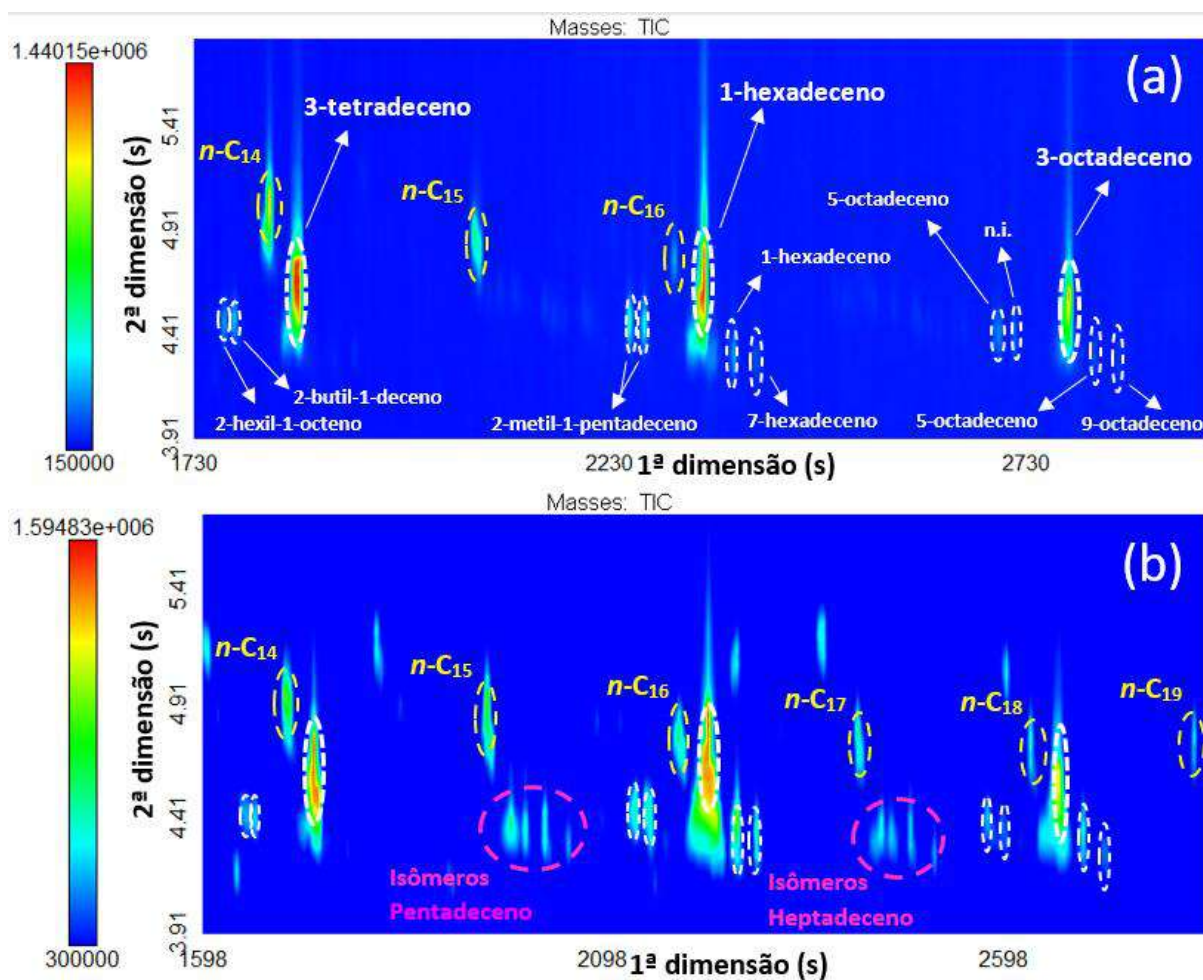 Masses: TIC
1.44015e+006
150000
2ª dimensão (s)
5.41
4.91
4.41
3.91
(a)
n-C14
3-tetradeceno
n-C15
n-C16
1-hexadeceno
1-hexadeceno
5-octadeceno
n.i.
3-octadeceno
2-butil-1-deceno
2-hexil-1-octeno
2-metil-1-pentadeceno
7-hexadeceno
5-octadeceno
9-octadeceno
1730
2230
1ª dimensão (s)
2730
Masses: TIC
1.59483e+006
300000
2ª dimensão (s)
5.41
4.91
4.41
3.91
(b)
n-C14
n-C15
n-C16
n-C17
n-C18
n-C19
Isômeros
Pentadeceno
Isômeros
Heptadeceno
1598
2098
1ª dimensão (s)
2598